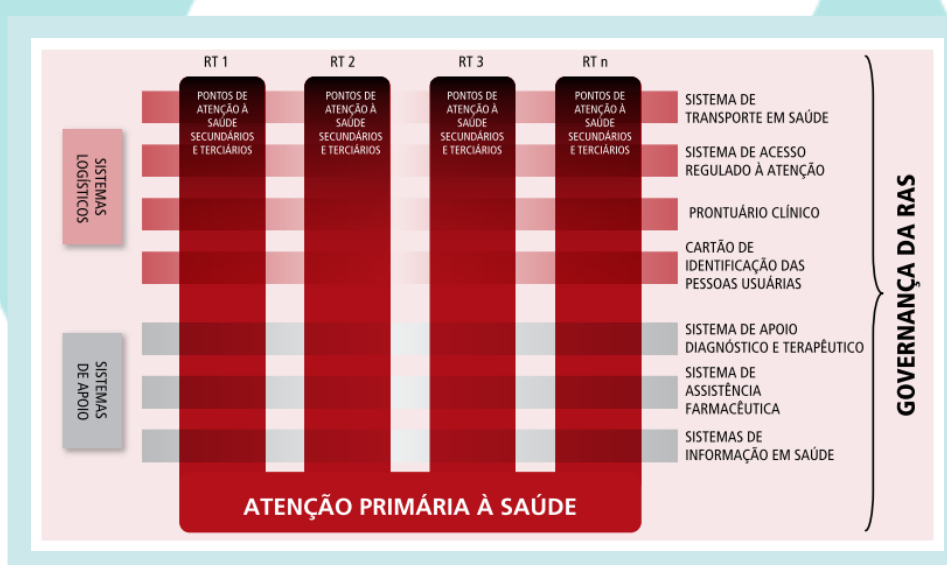 RT 1
RT 2
RT 3
RT n
PONTOS DE
ATENÇÃO À
SAÚDE
SECUNDÁRIOS
E TERCIÁRIOS
PONTOS DE
ATENÇÃO À
SAÚDE
SECUNDÁRIOS
E TERCIÁRIOS
PONTOS DE
ATENÇÃO À
SAÚDE
SECUNDÁRIOS
E TERCIÁRIOS
PONTOS DE
ATENÇÃO À
SAÚDE
SECUNDÁRIOS
E TERCIÁRIOS
SISTEMAS
LOGÍSTICOS
SISTEMA DE
TRANSPORTE EM SAÚDE
SISTEMA DE ACESSO
REGULADO À ATENÇÃO
PRONTUÁRIO CLÍNICO
CARTÃO DE
IDENTIFICAÇÃO DAS
PESSOAS USUÁRIAS
SISTEMAS
DE APOIO
SISTEMA DE APOIO
DIAGNÓSTICO E TERAPÊUTICO
SISTEMA DE
ASSISTÊNCIA
FARMACÊUTICA
SISTEMAS DE
INFORMAÇÃO EM SAÚDE
ATENÇÃO PRIMÁRIA À SAÚDE
GOVERNANÇA DA RAS